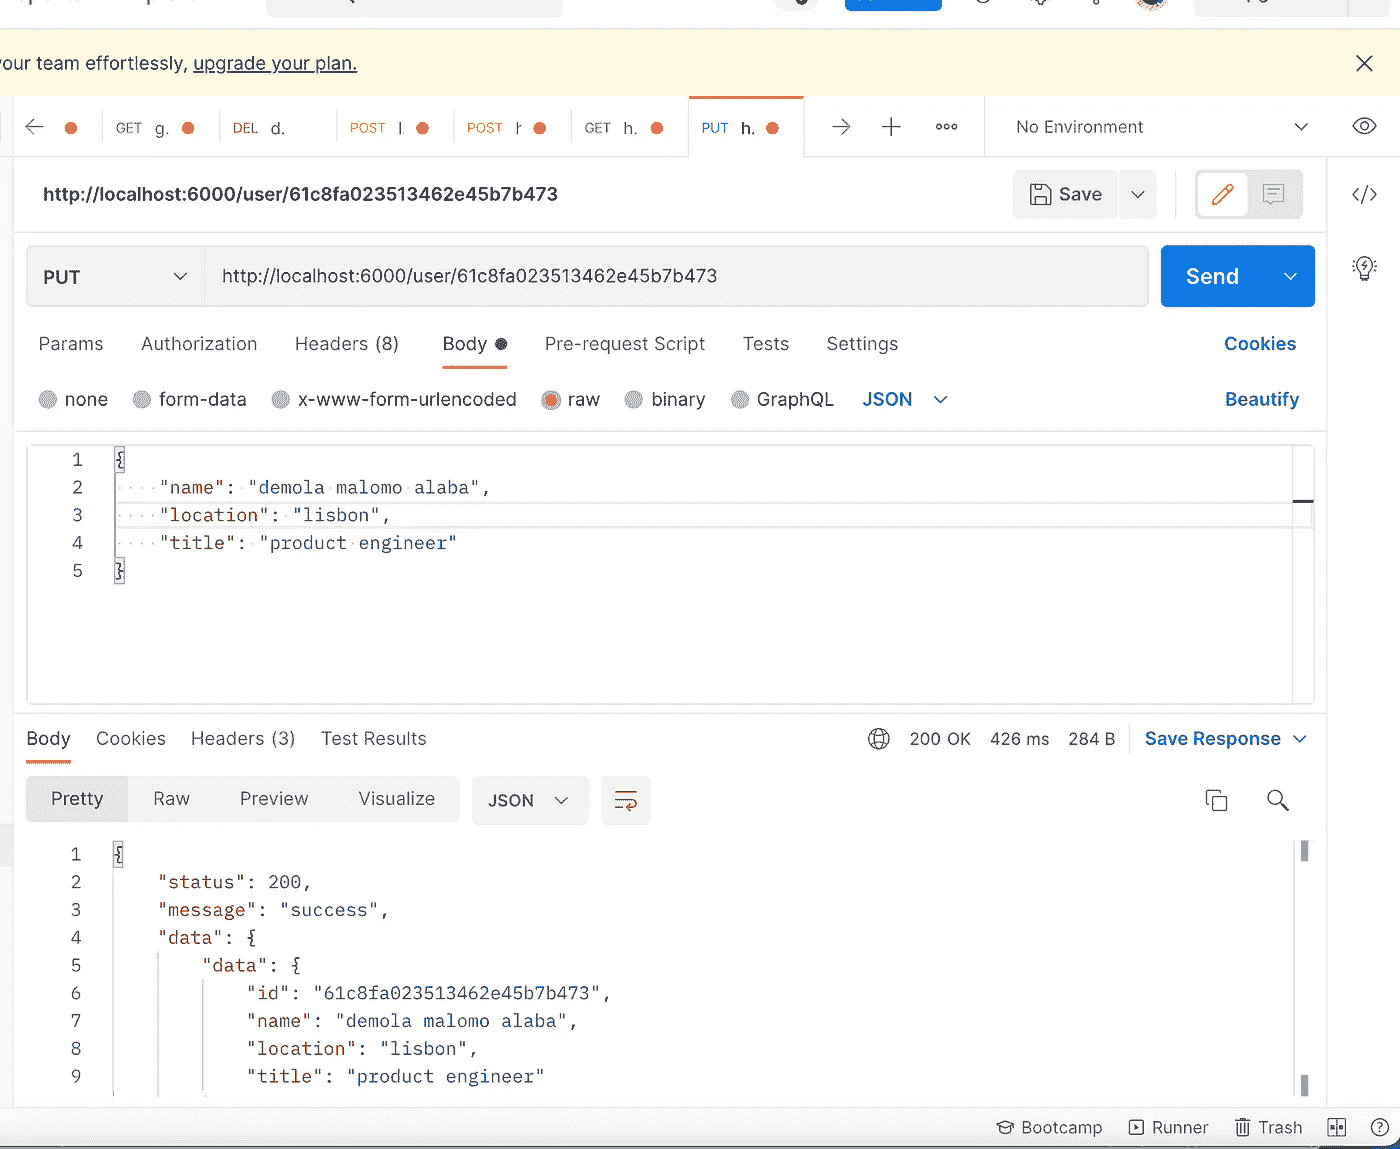 your team effortlessly, upgrade your plan.
GET g. DEL d. POST l. POST h GET h. PUT h. No Environment
http://localhost:6000/user/61c8fa023513462e45b7b473 Save
PUT http://localhost:6000/user/61c8fa023513462e45b7b473 Send
Params Authorization Headers (8) Body Pre-request Script Tests Settings Cookies
none form-data x-www-form-urlencoded raw binary GraphQL JSON Beautify
1 {
2 "name": "demola malomo alaba",
3 "location": "lisbon",
4 "title": "product engineer"
5 }
Body Cookies Headers (3) Test Results 200 OK 426 ms 284 B Save Response
Pretty Raw Preview Visualize JSON
1 {
2 "status": 200,
3 "message": "success",
4 "data": {
5 "data": {
6 "id": "61c8fa023513462e45b7b473",
7 "name": "demola malomo alaba",
8 "location": "lisbon",
9 "title": "product engineer"
Bootcamp Runner Trash